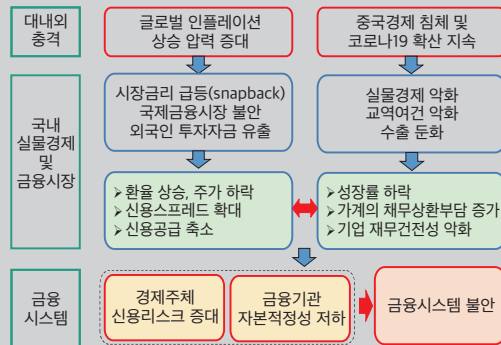 대내외
충격
글로벌 인플레이션
상승 압력 증대
중국경제 침체 및
코로나19 확산 지속
국내
실물경제
및
금융시장
시장금리 급등(snapback)
국제금융시장 불안
외국인 투자자금 유출
실물경제 악화
교역여건 악화
수출 둔화
➢환율 상승, 주가 하락
➢신용스프레드 확대
➢신용공급 축소
➢성장률 하락
➢가계의 채무상환부담 증가
➢기업 재무건전성 악화
금융
시스템
경제주체
신용리스크 증대
금융기관
자본적정성 저하
금융시스템 불안